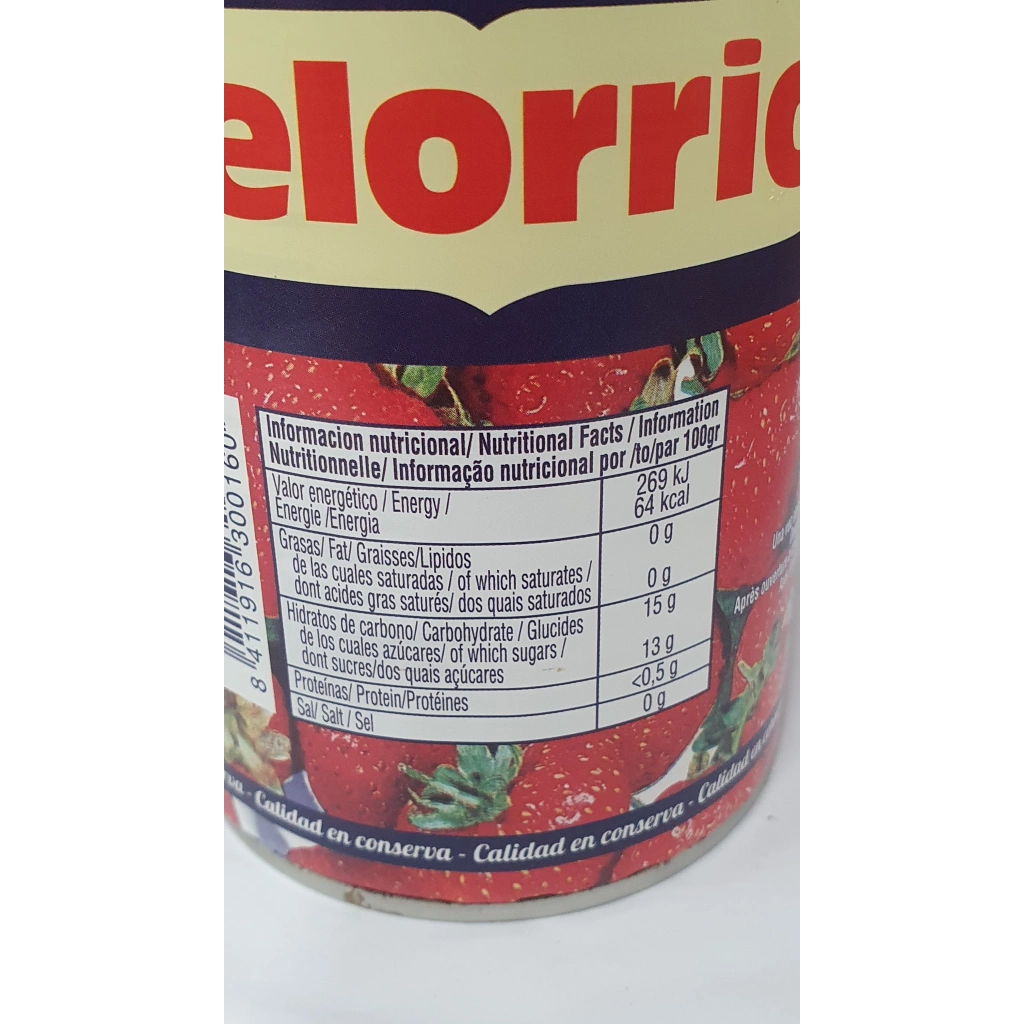 elorri
Informacion nutricional/ Nutritional Facts / Information
Nutritionnelle/ Informação nutricional por /to/par 100gr
Valor energético / Energy /
Énergie /Energia
269 kJ
64 kcal
Grasas/ Fat/ Graisses/Lipidos
de las cuales saturadas / of which saturates /
dont acides gras saturés/ dos quais saturados
0 g
0 g
Hidratos de carbono/ Carbohydrate / Glucides
de los cuales azúcares/ of which sugars /
dont sucres/dos quais açúcares
15 g
13 g
Proteínas/ Protein/Protéines
<0,5 g
Sal/ Salt / Sel
0 g
8 411916 300160
Una
Après
Calidad en conserva - Calidad en conserva - Calidad en